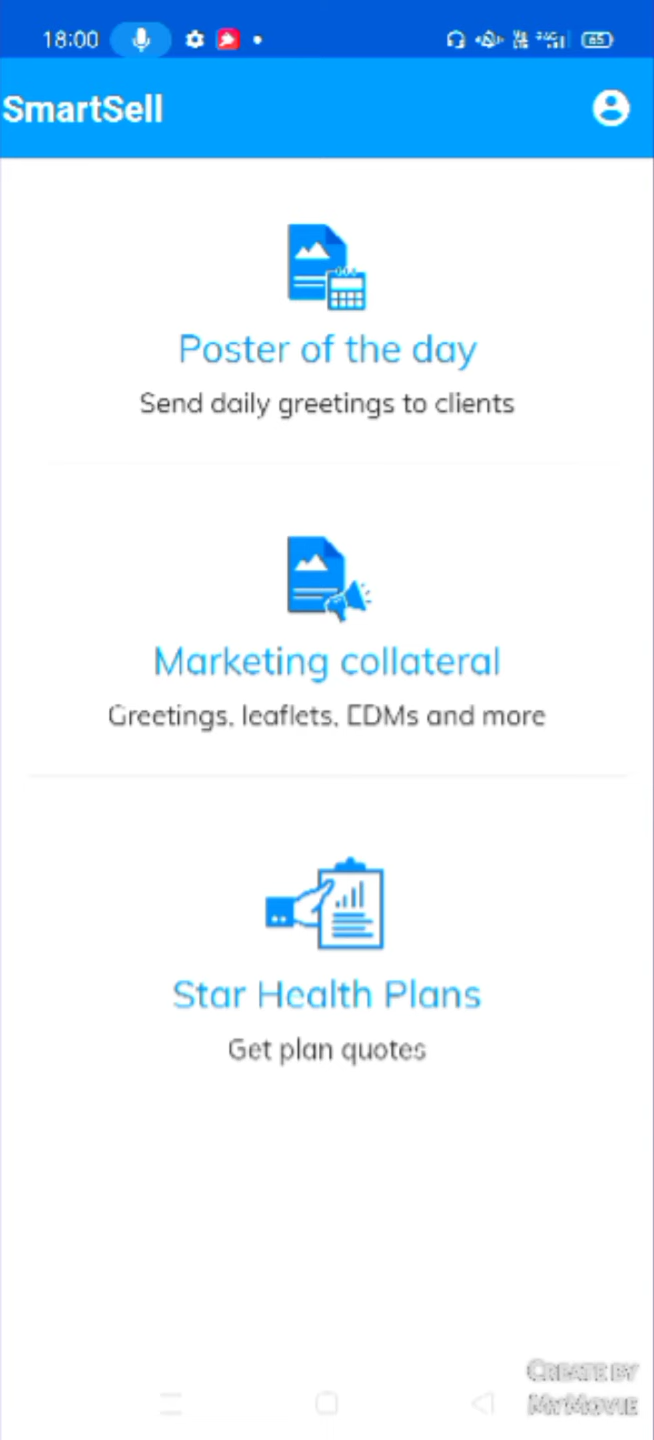 18:00
65
SmartSell
Poster of the day
Send daily greetings to clients
Marketing collateral
Greetings, leaflets, EDMs and more
Star Health Plans
Get plan quotes
CREATE BY
MYMOVIE